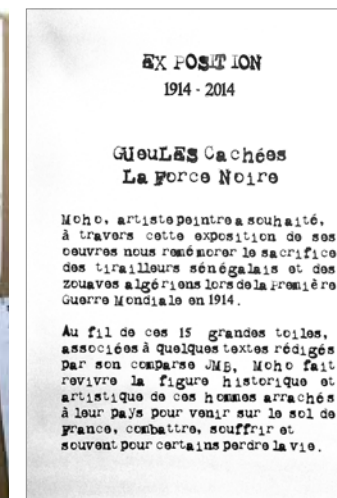 EXPOSITION
1914 - 2014
GUeuLES Cachées
La Force Noire
Moho, artiste peintre a souhaité,
à travers cette exposition de ses
oeuvres nous remémorer le sacrifice
des tirailleurs sénégalais et des
zouaves algériens lors de la Première
Guerre Mondiale en 1914.
Au fil de ces 15 grandes toiles,
associées à quelques textes rédigés
par son comparse JMB, Moho fait
revivre la figure historique et
artistique de ces hommes arrachés
à leur pays pour venir sur le sol de
France, combattre, souffrir et
souvent pour certains perdre la vie.